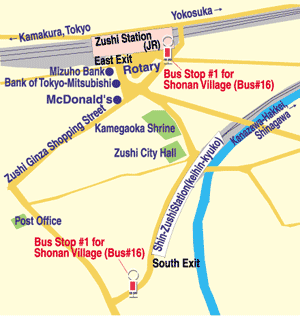 Yokosuka →
← Kamakura, Tokyo
Zushi Station
(JR)
East Exit
Mizuho Bank
Rotary
Bank of Tokyo-Mitsubishi
Bus Stop #1 for
Shonan Village (Bus#16)
McDonald's
Zushi Ginza Shopping Street
Kamegaoka Shrine
Kanazawa-Hakkei,
Shinagawa
Zushi City Hall
Shin-ZushiStation(keihin-kyuko)
Post Office
Bus Stop #1 for
Shonan Village (Bus#16)
South Exit